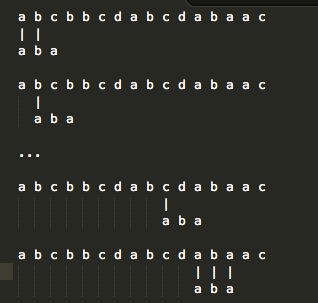 a b c b b c d a b c d a b a a c
| |
a b a
a b c b b c d a b c d a b a a c
  |
  a b a
...
a b c b b c d a b c d a b a a c
                  |
                  a b a
a b c b b c d a b c d a b a a c
                      | | |
                      a b a